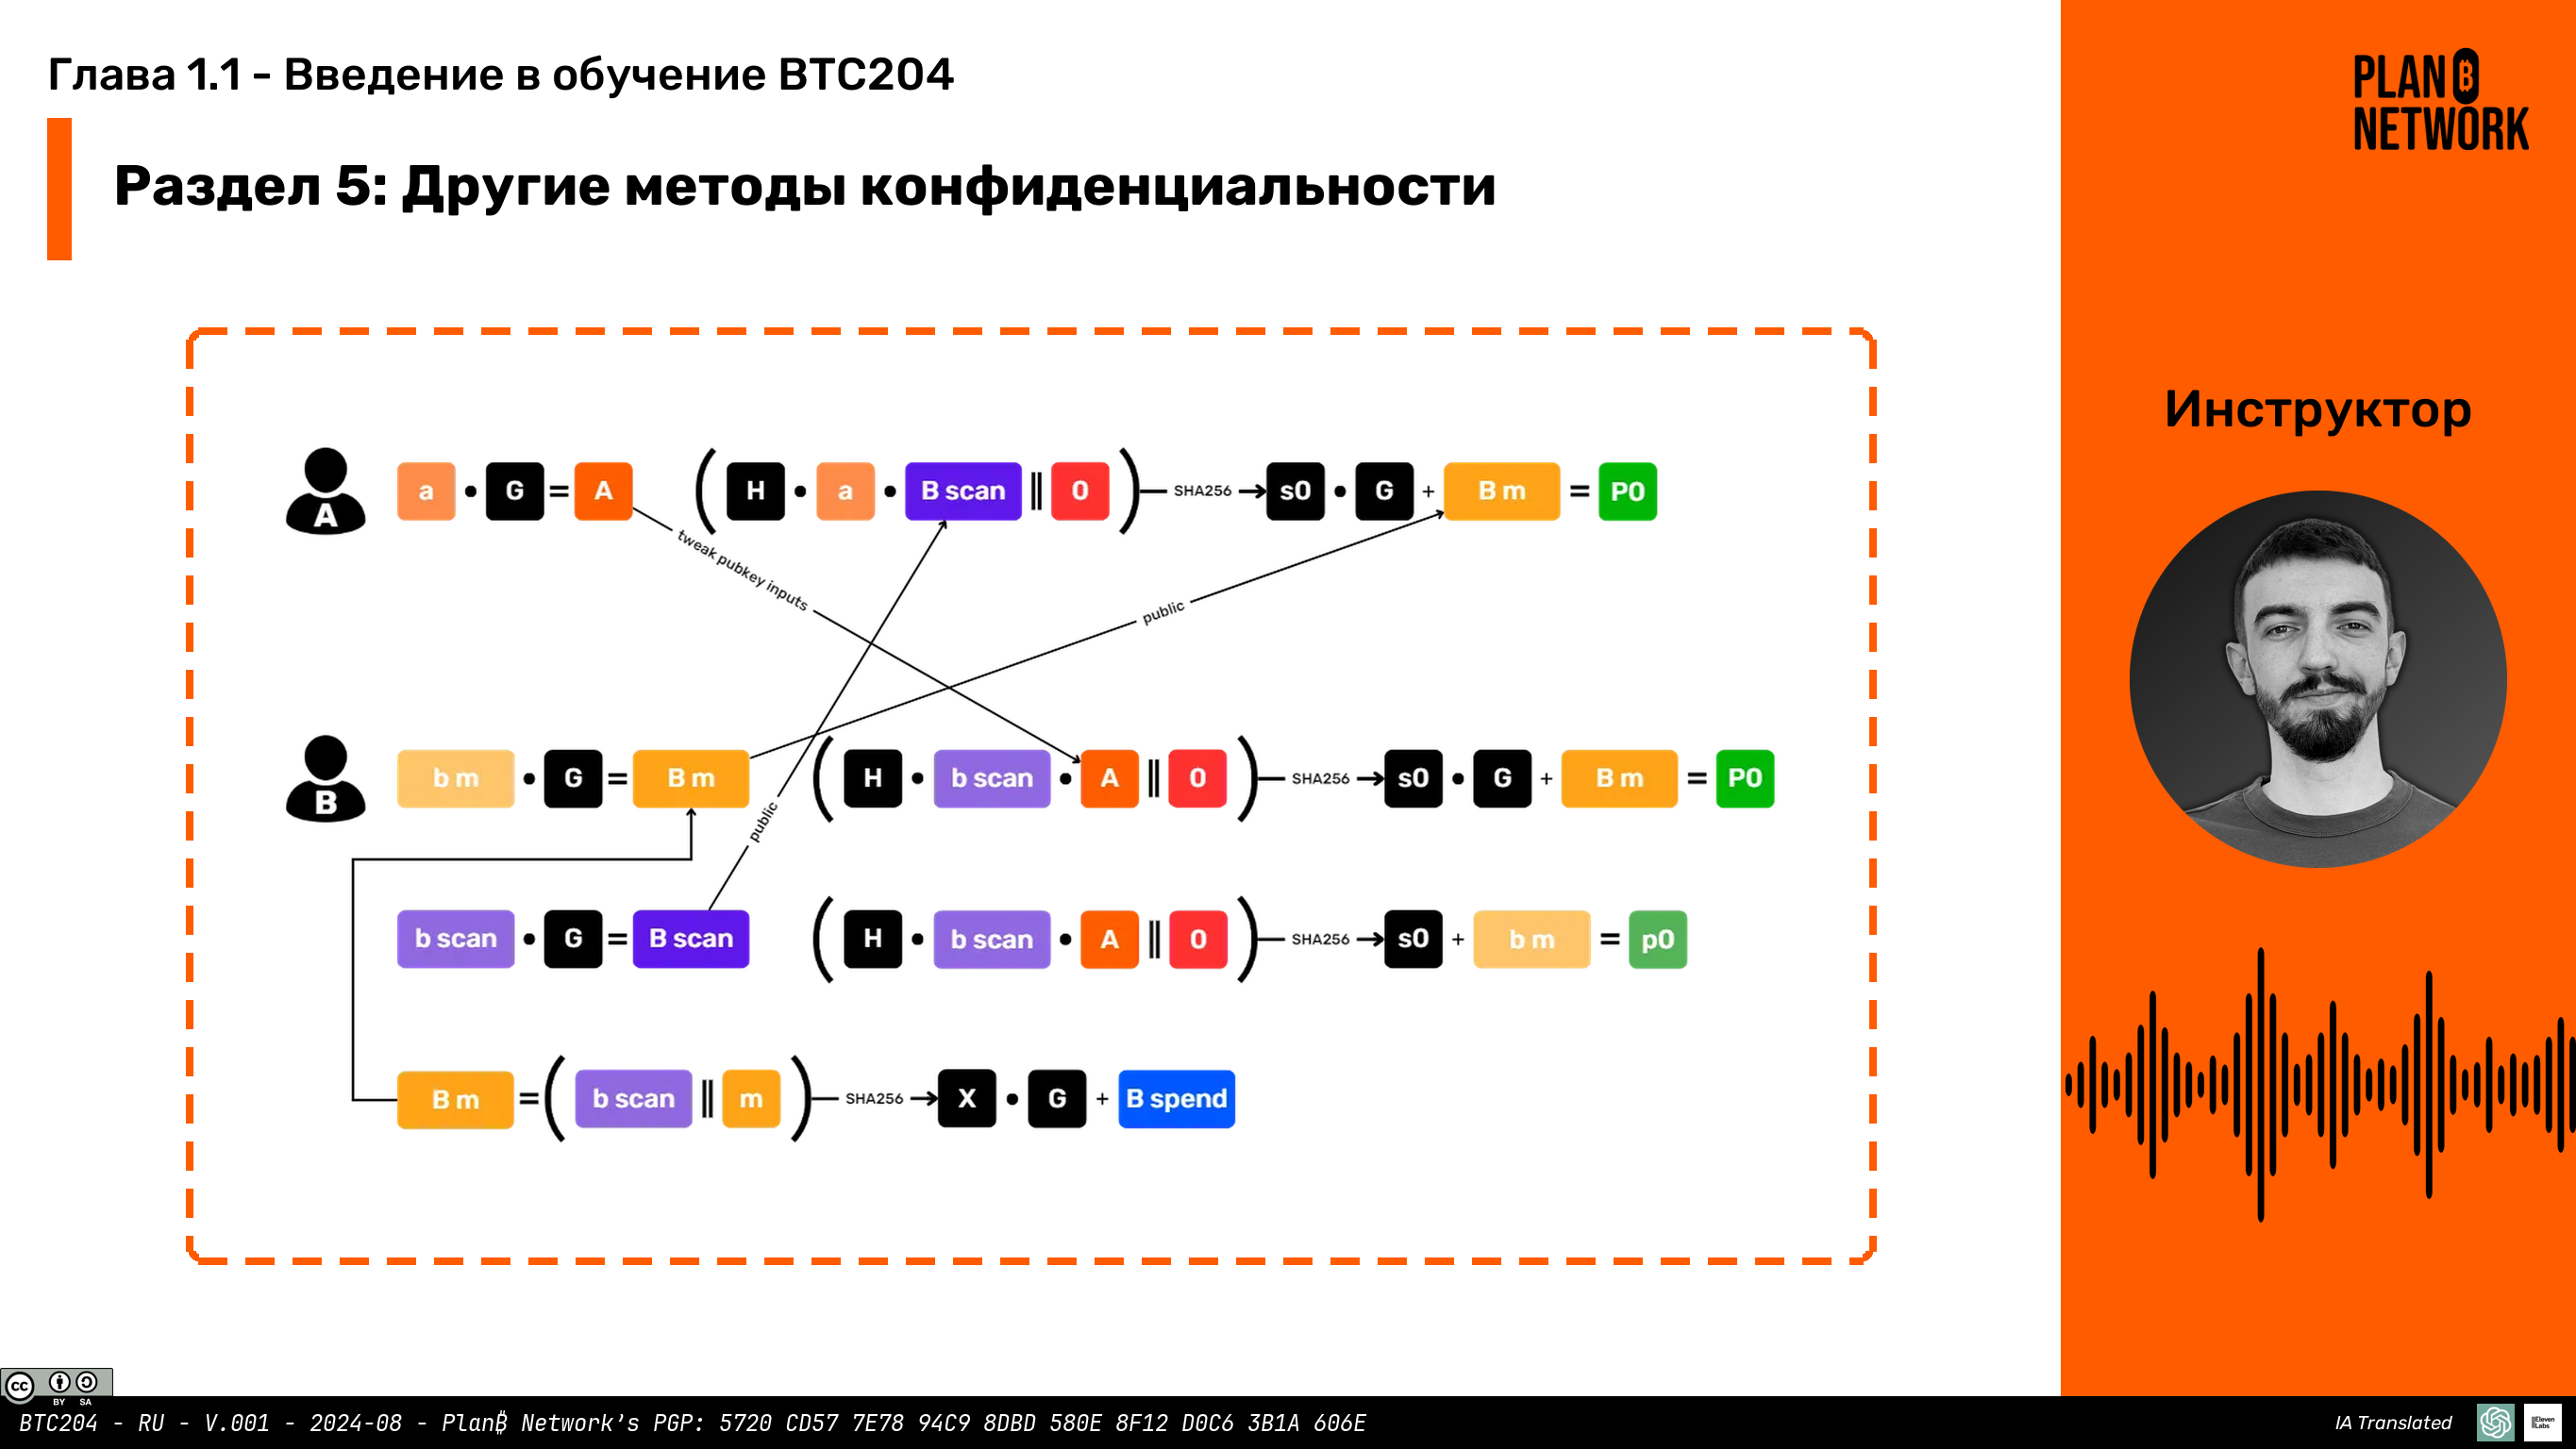 Глава 1.1 - Введение в обучение BTC204
PLAN ₿
NETWORK
Раздел 5: Другие методы конфиденциальности
Инструктор
A
a • G = A
( H • a • B scan || 0 ) — SHA256 → s0 • G + B m = P0
tweak pubkey inputs
public
B
b m • G = B m
( H • b scan • A || 0 ) — SHA256 → s0 • G + B m = P0
public
b scan • G = B scan
( H • b scan • A || 0 ) — SHA256 → s0 + b m = p0
B m = ( b scan || m ) — SHA256 → X • G + B spend
cc
BY SA
BTC204 - RU - V.001 - 2024-08 - Plan₿ Network’s PGP: 5720 CD57 7E78 94C9 8DBD 580E 8F12 D0C6 3B1A 606E
IA Translated
IIEleven
Labs